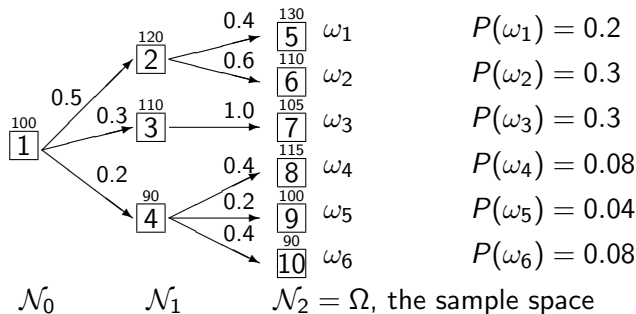 130
0.4 5 ω₁ P(ω₁) = 0.2
120 110
2 0.6 6 ω₂ P(ω₂) = 0.3
0.5
100 110 105
1 0.3 3 1.0 7 ω₃ P(ω₃) = 0.3
115
0.2 0.4 8 ω₄ P(ω₄) = 0.08
90 100
4 0.2 9 ω₅ P(ω₅) = 0.04
90
0.4 10 ω₆ P(ω₆) = 0.08
𝒩₀ 𝒩₁ 𝒩₂ = Ω, the sample space